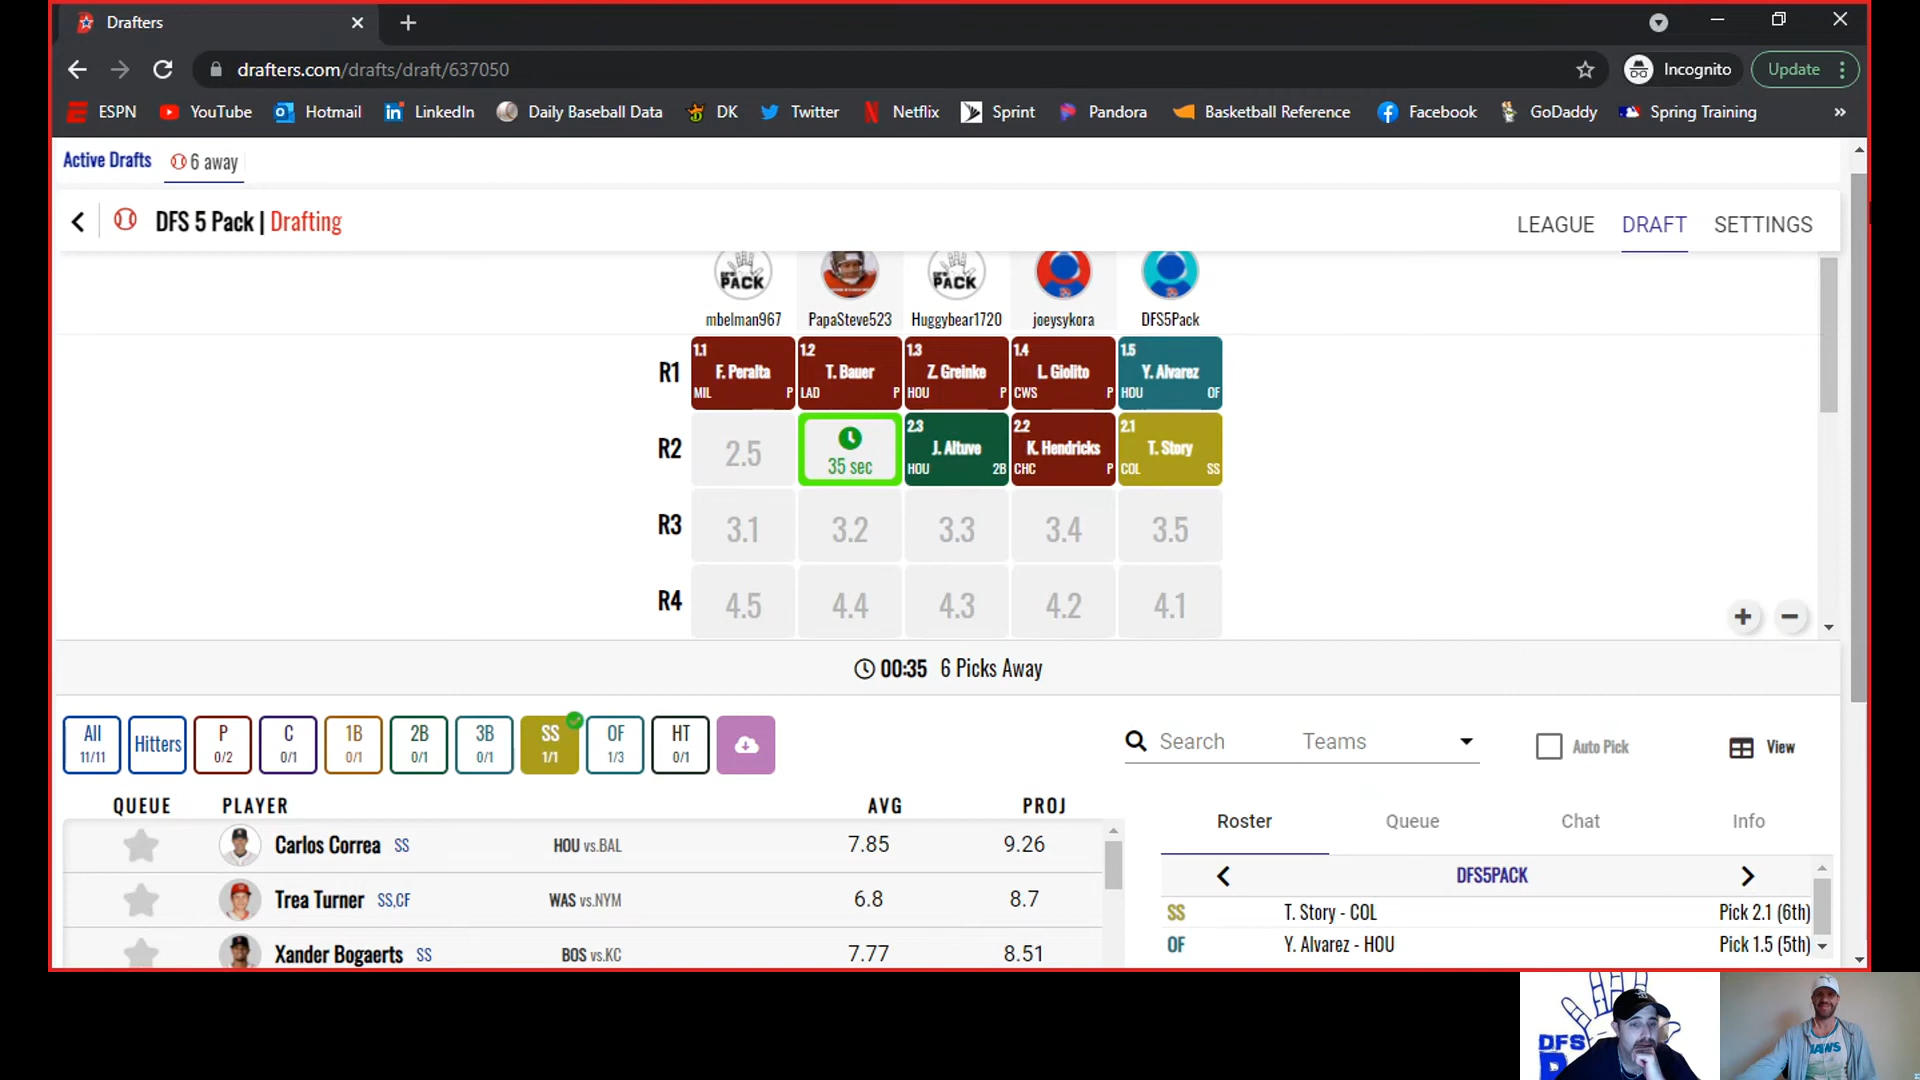 Drafters
drafters.com/drafts/draft/637050
Incognito
Update
ESPN YouTube Hotmail LinkedIn Daily Baseball Data DK Twitter Netflix Sprint Pandora Basketball Reference Facebook GoDaddy Spring Training »
Active Drafts 6 away
DFS 5 Pack | Drafting
LEAGUE DRAFT SETTINGS
PACK PACK
mbelman967 PapaSteve523 Huggybear1720 joeysykora DFS5Pack
R1
1.1 F. Peralta MIL P
1.2 T. Bauer LAD P
1.3 Z. Greinke HOU P
1.4 L. Giolito CWS P
1.5 Y. Alvarez HOU OF
R2
2.5
35 sec
2.3 J. Altuve HOU 2B
2.2 K. Hendricks CHC P
2.1 T. Story COL SS
R3 3.1 3.2 3.3 3.4 3.5
R4 4.5 4.4 4.3 4.2 4.1
00:35 6 Picks Away
All 11/11
Hitters
P 0/2
C 0/1
1B 0/1
2B 0/1
3B 0/1
SS 1/1
OF 1/3
HT 0/1
Search Teams
Auto Pick
View
QUEUE PLAYER AVG PROJ
Carlos Correa SS HOU vs.BAL 7.85 9.26
Trea Turner SS,CF WAS vs.NYM 6.8 8.7
Xander Bogaerts SS BOS vs.KC 7.77 8.51
Roster Queue Chat Info
DFS5PACK
SS T. Story - COL Pick 2.1 (6th)
OF Y. Alvarez - HOU Pick 1.5 (5th)
DFS
JAWS